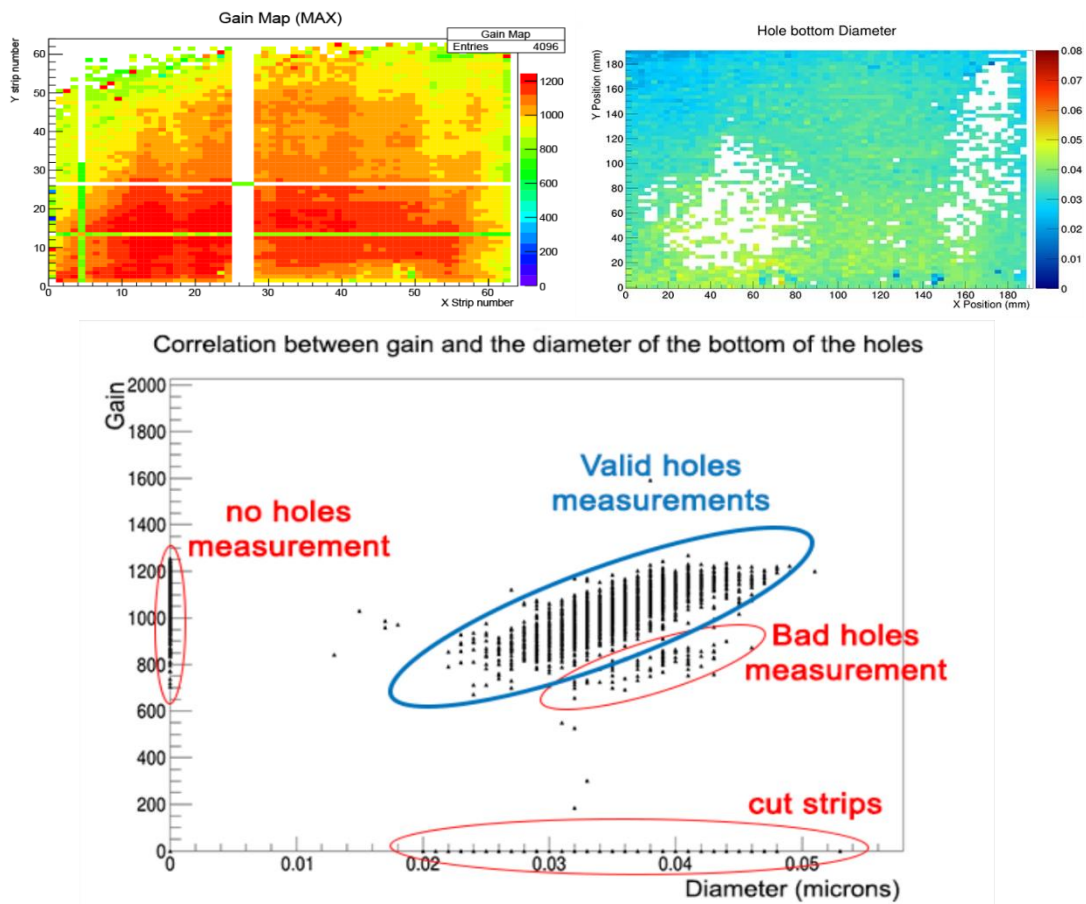 Gain Map (MAX)
Gain Map
Entries 4096
Y strip number
60
50
40
30
20
10
0
0 10 20 30 40 50 60
X Strip number
1200
1000
800
600
400
200
0
Hole bottom Diameter
Y Position (mm)
180
160
140
120
100
80
60
40
20
0
0 20 40 60 80 100 120 140 160 180
X Position (mm)
0.08
0.07
0.06
0.05
0.04
0.03
0.02
0.01
0
Correlation between gain and the diameter of the bottom of the holes
Gain
2000
1800
1600
1400
1200
1000
800
600
400
200
0
no holes
measurement
Valid holes
measurements
Bad holes
measurement
cut strips
0 0.01 0.02 0.03 0.04 0.05
Diameter (microns)